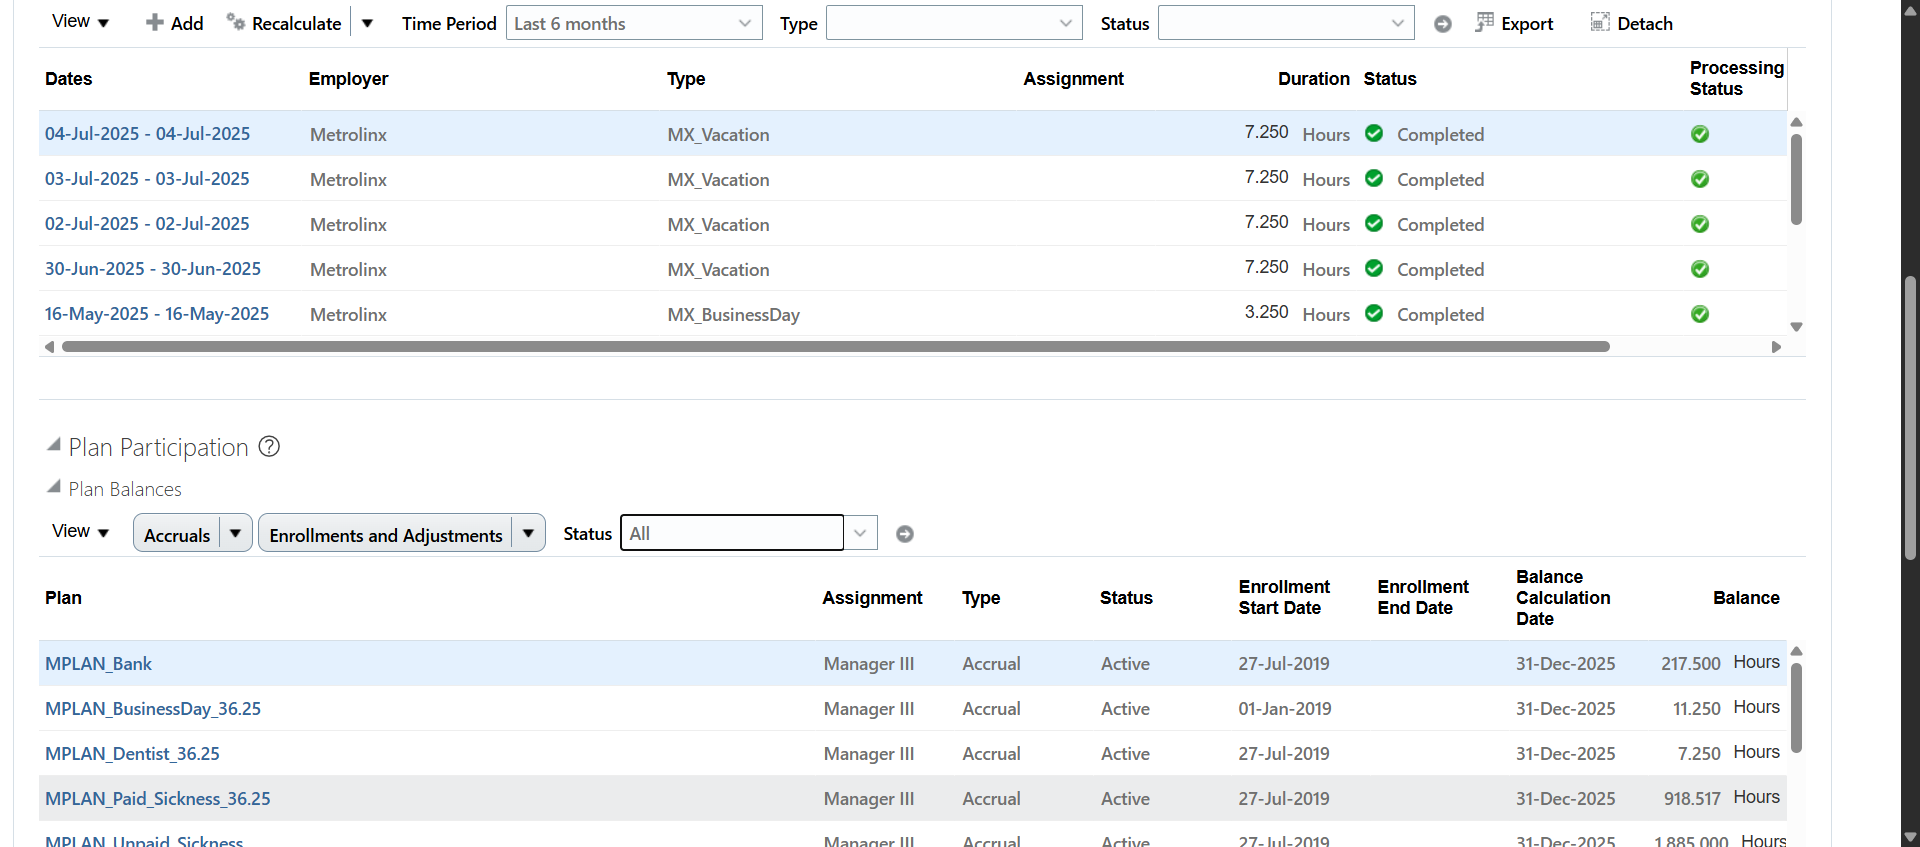 View Add Recalculate Time Period Last 6 months Type Status Export Detach
Dates Employer Type Assignment Duration Status Processing Status
04-Jul-2025 - 04-Jul-2025 Metrolinx MX_Vacation 7.250 Hours Completed
03-Jul-2025 - 03-Jul-2025 Metrolinx MX_Vacation 7.250 Hours Completed
02-Jul-2025 - 02-Jul-2025 Metrolinx MX_Vacation 7.250 Hours Completed
30-Jun-2025 - 30-Jun-2025 Metrolinx MX_Vacation 7.250 Hours Completed
16-May-2025 - 16-May-2025 Metrolinx MX_BusinessDay 3.250 Hours Completed
Plan Participation ?
Plan Balances
View Accruals Enrollments and Adjustments Status All
Plan Assignment Type Status Enrollment Start Date Enrollment End Date Balance Calculation Date Balance
MPLAN_Bank Manager III Accrual Active 27-Jul-2019 31-Dec-2025 217.500 Hours
MPLAN_BusinessDay_36.25 Manager III Accrual Active 01-Jan-2019 31-Dec-2025 11.250 Hours
MPLAN_Dentist_36.25 Manager III Accrual Active 27-Jul-2019 31-Dec-2025 7.250 Hours
MPLAN_Paid_Sickness_36.25 Manager III Accrual Active 27-Jul-2019 31-Dec-2025 918.517 Hours
MPLAN_Unpaid_Sickness Manager III Accrual Active 27-Jul-2019 31-Dec-2025 1,885.000 Hours